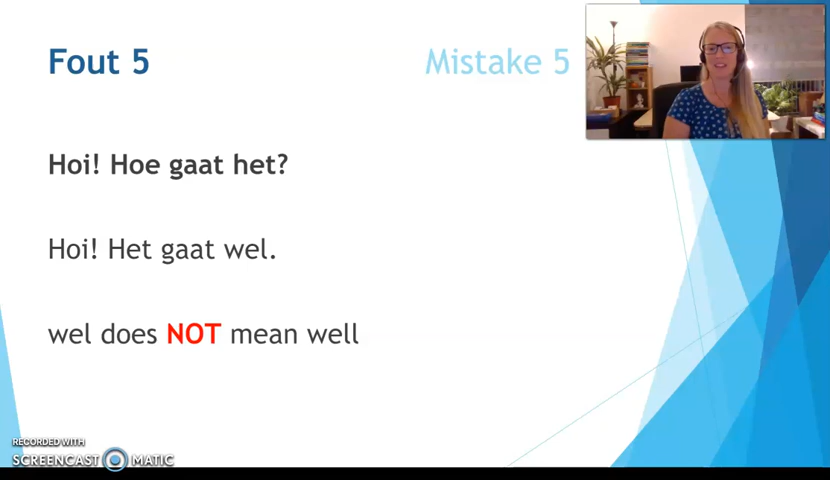 Fout 5
Mistake 5
Hoi! Hoe gaat het?
Hoi! Het gaat wel.
wel does NOT mean well
RECORDED WITH
SCREENCAST MATIC